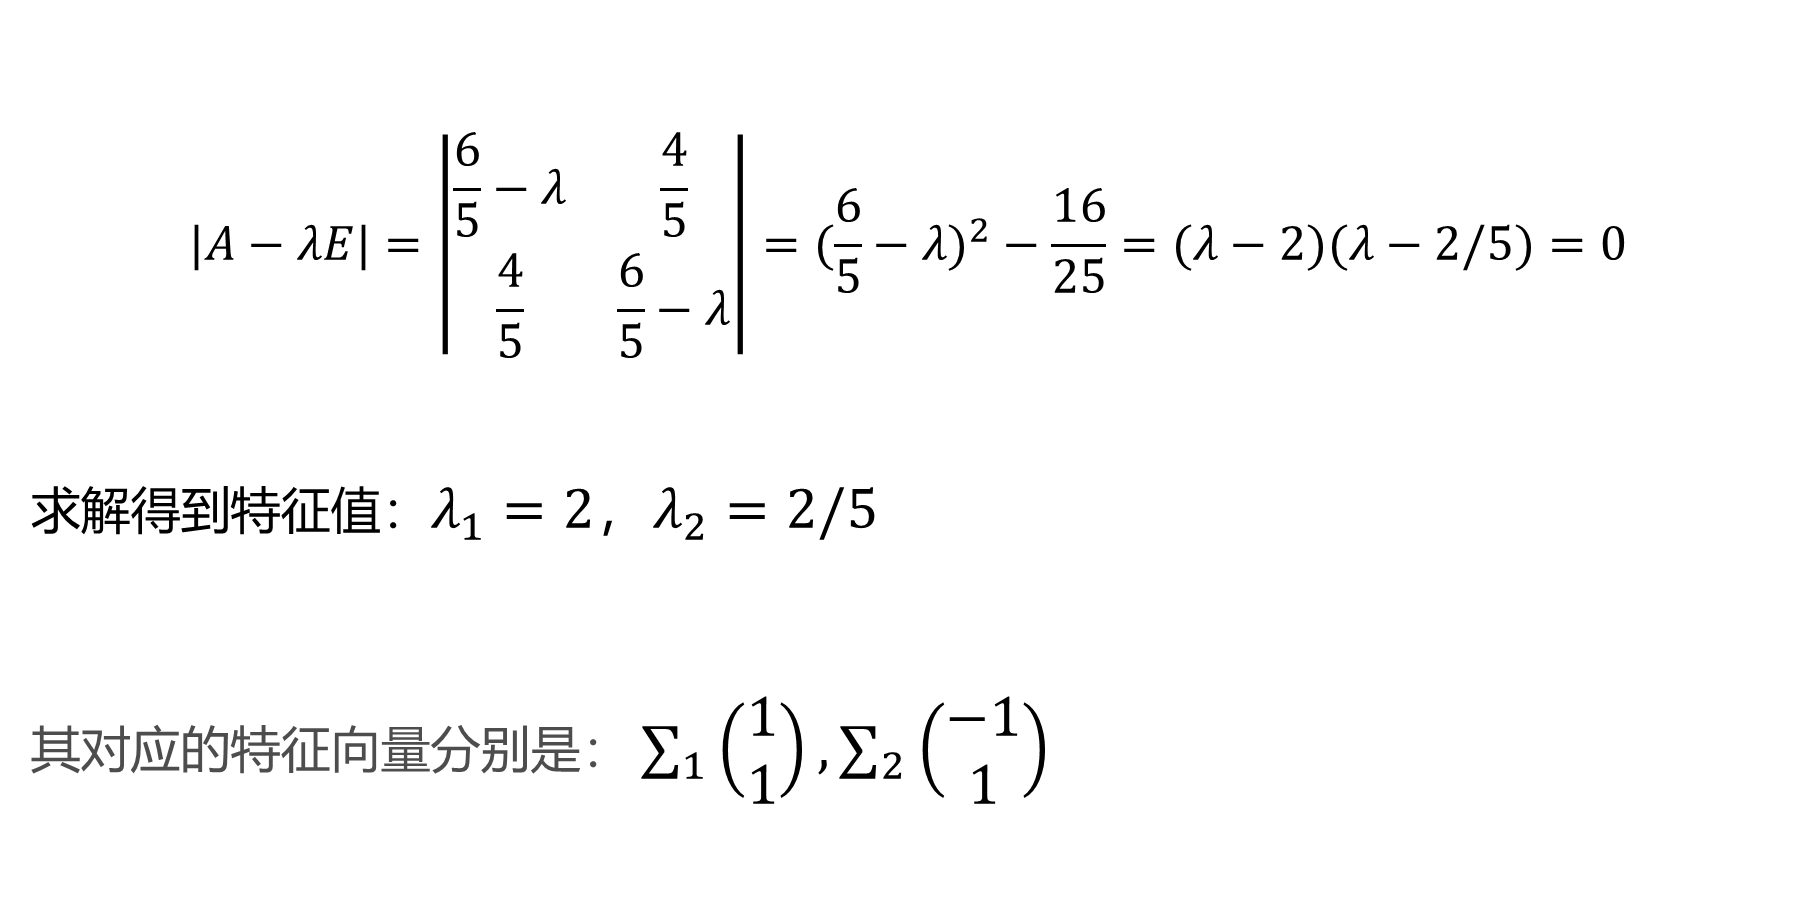 |A − λE| = | 6/5 − λ  4/5 ; 4/5  6/5 − λ | = (6/5 − λ)² − 16/25 = (λ − 2)(λ − 2/5) = 0
求解得到特征值：λ₁ = 2，λ₂ = 2/5
其对应的特征向量分别是：∑₁(1 1),∑₂(−1 1)